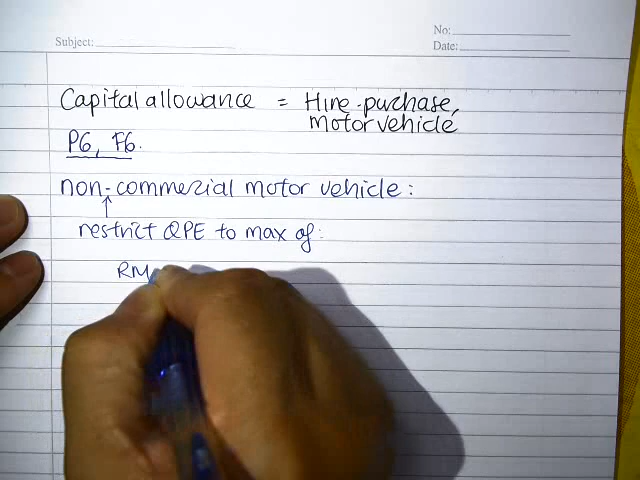 No:
Subject:
Date:
Capital allowance = Hire-purchase,
motor vehicle
P6, F6.
non-commerial motor vehicle:
restrict QPE to max of:
RM